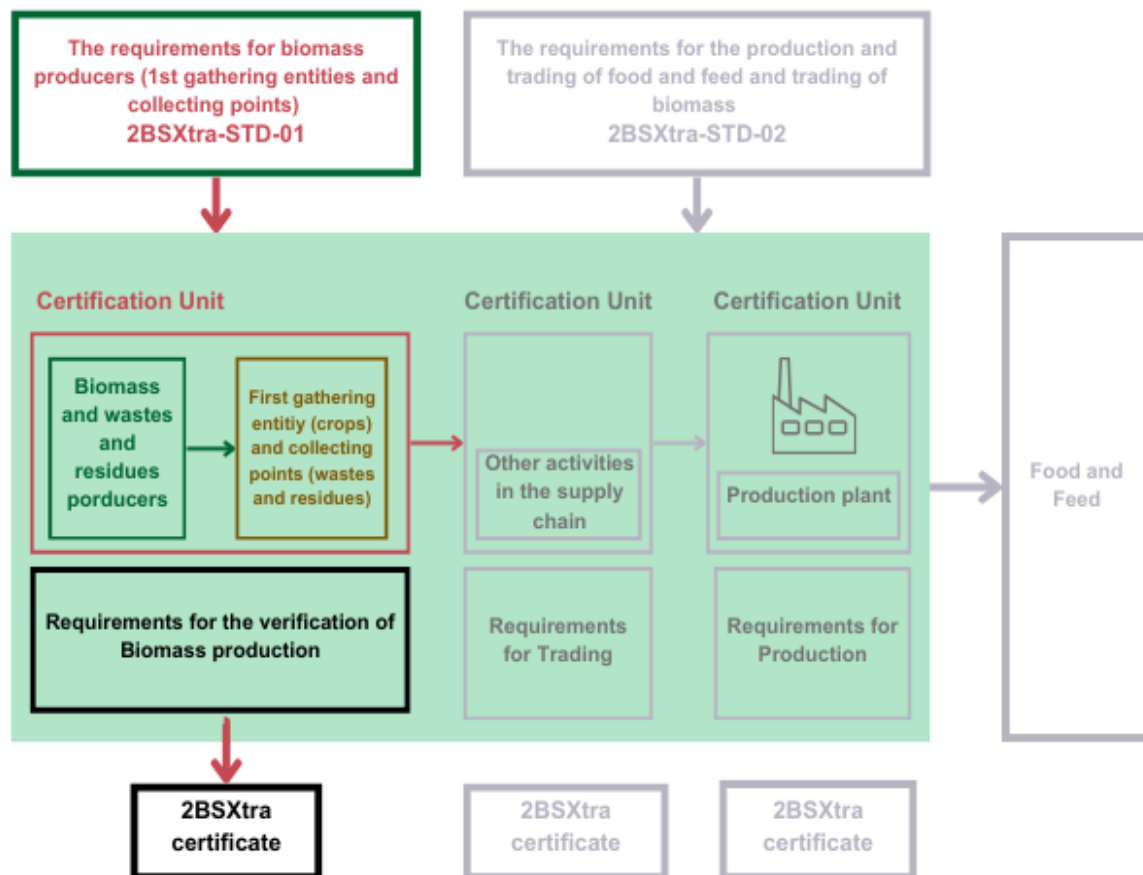 The requirements for biomass
producers (1st gathering entities and
collecting points)
2BSXtra-STD-01
The requirements for the production and
trading of food and feed and trading of
biomass
2BSXtra-STD-02
Certification Unit
Biomass
and wastes
and
residues
porducers
First gathering
entitiy (crops)
and collecting
points (wastes
and residues)
Requirements for the verification of
Biomass production
2BSXtra
certificate
Certification Unit
Other activities
in the supply
chain
Requirements
for Trading
2BSXtra
certificate
Certification Unit
Production plant
Requirements for
Production
2BSXtra
certificate
Food and
Feed